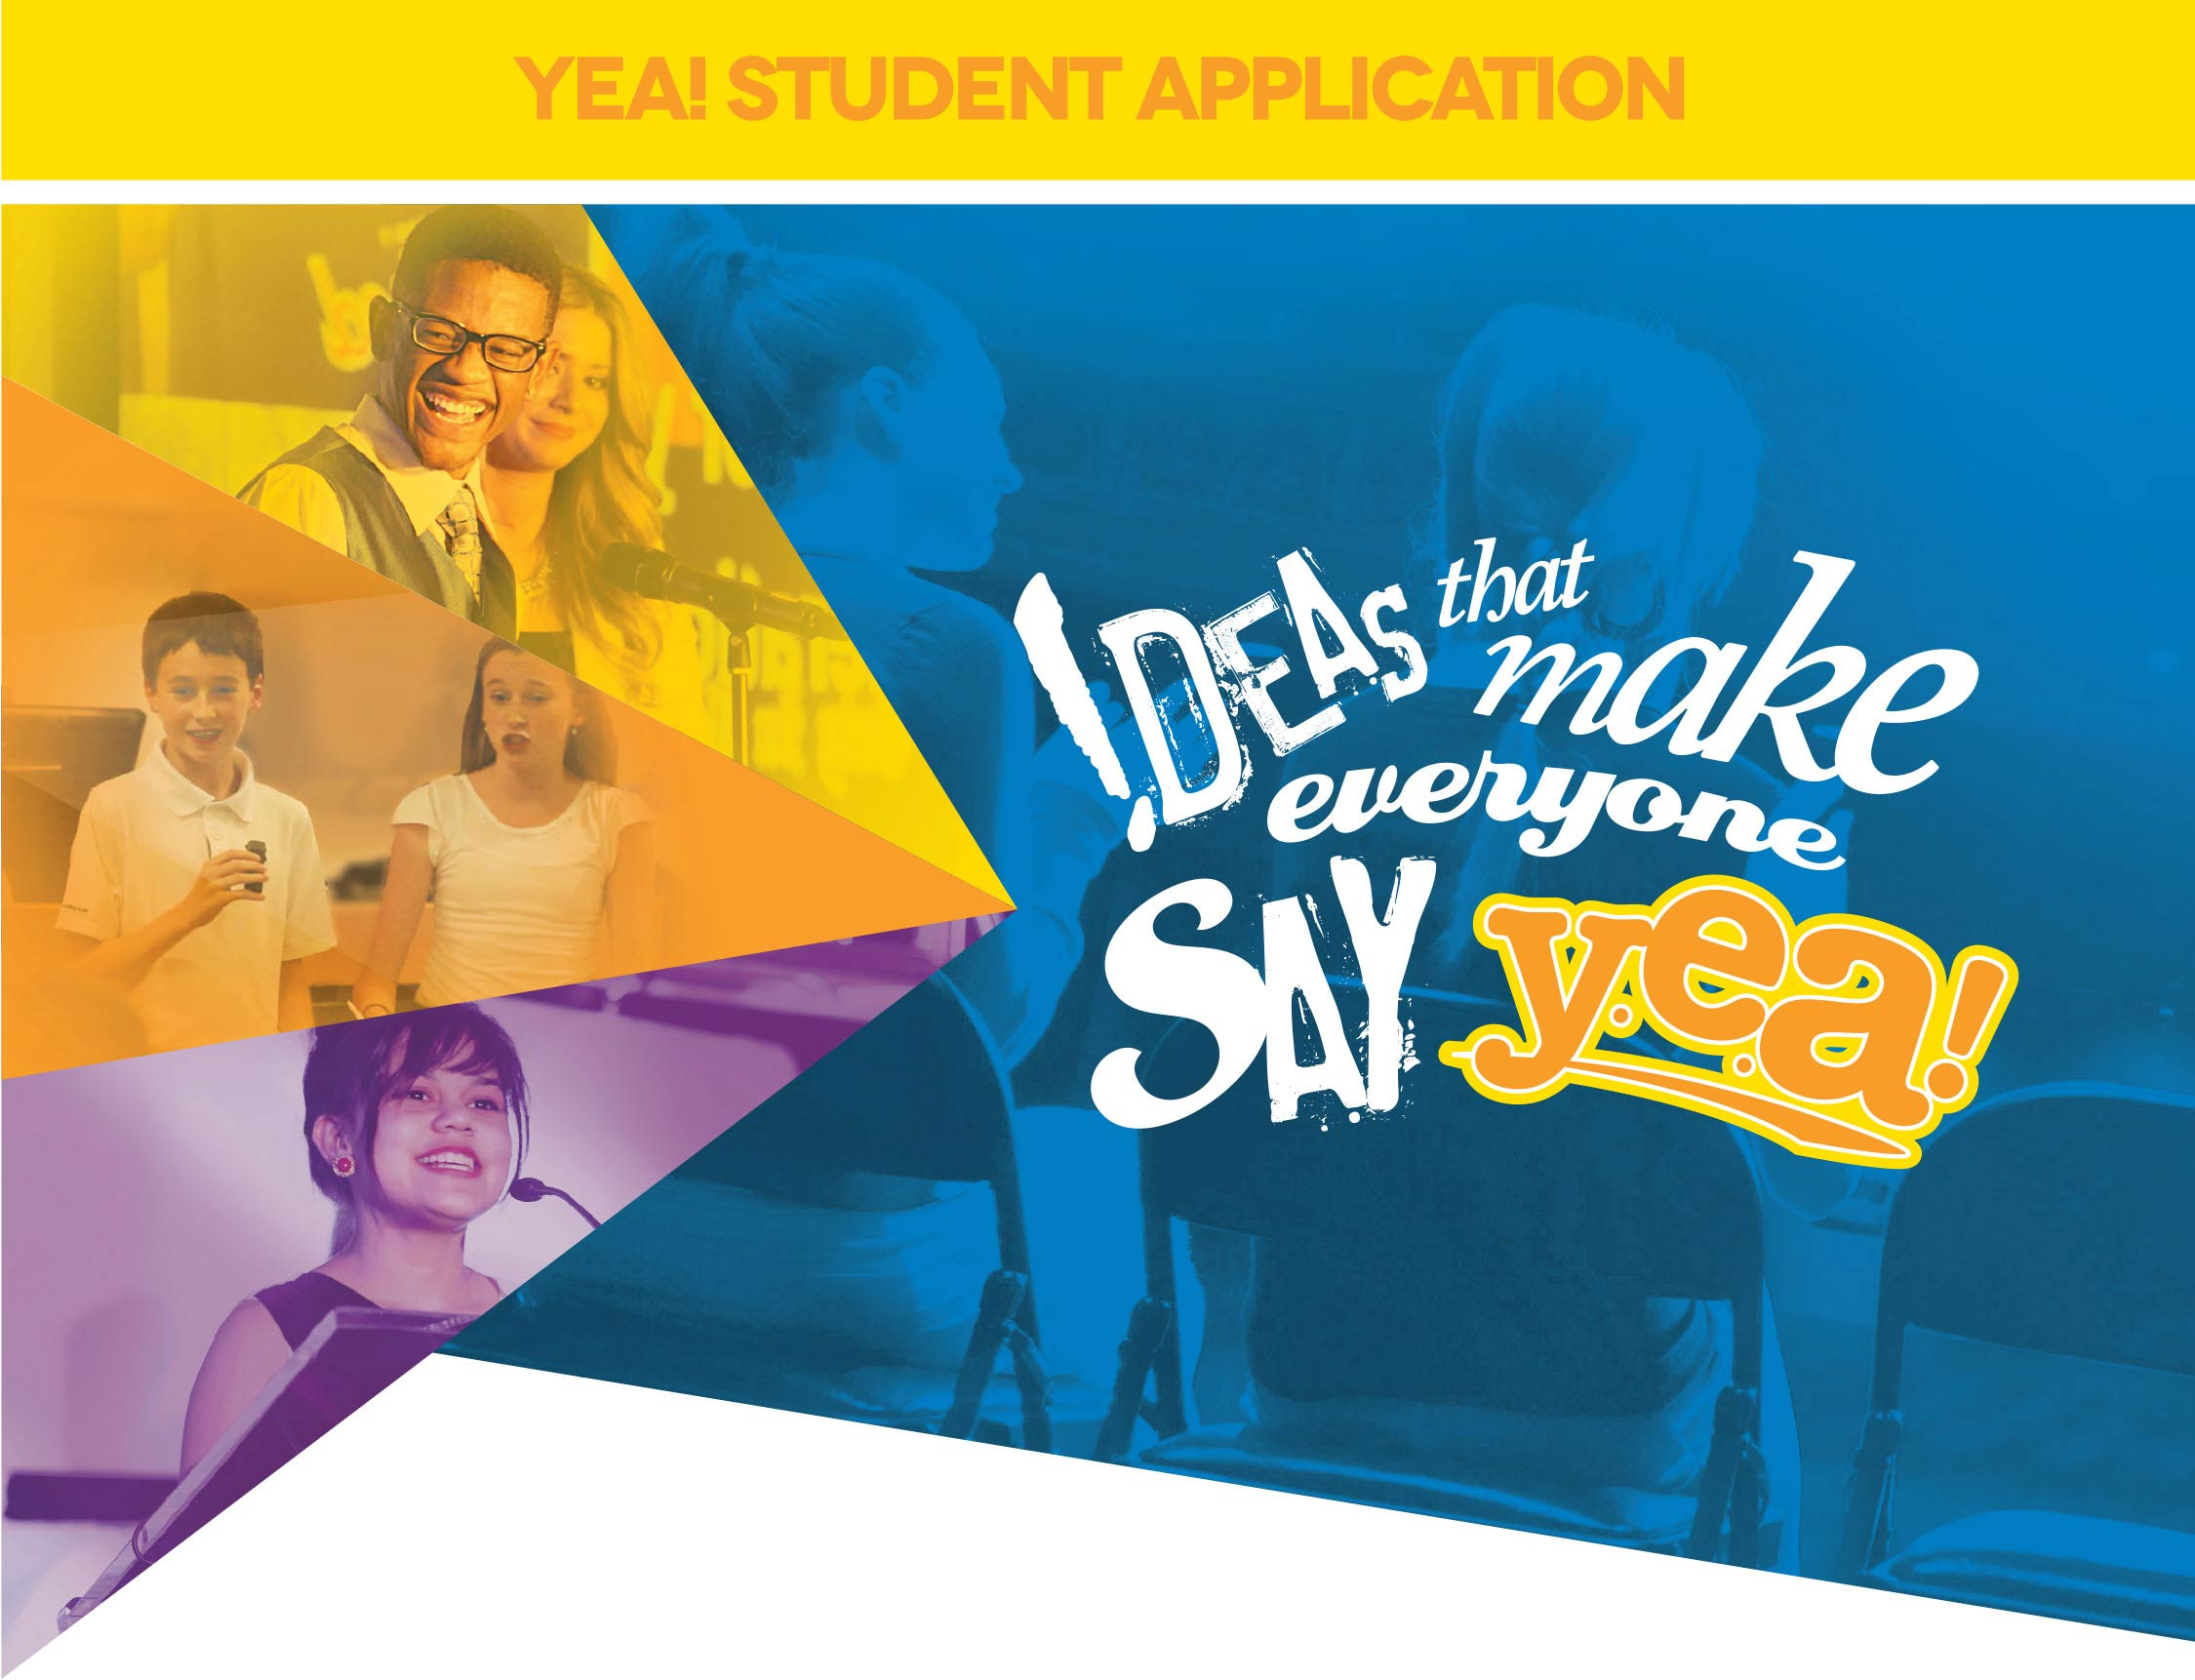 YEA! STUDENT APPLICATION
IDEAS that
make
everyone
SAY y.e.a!